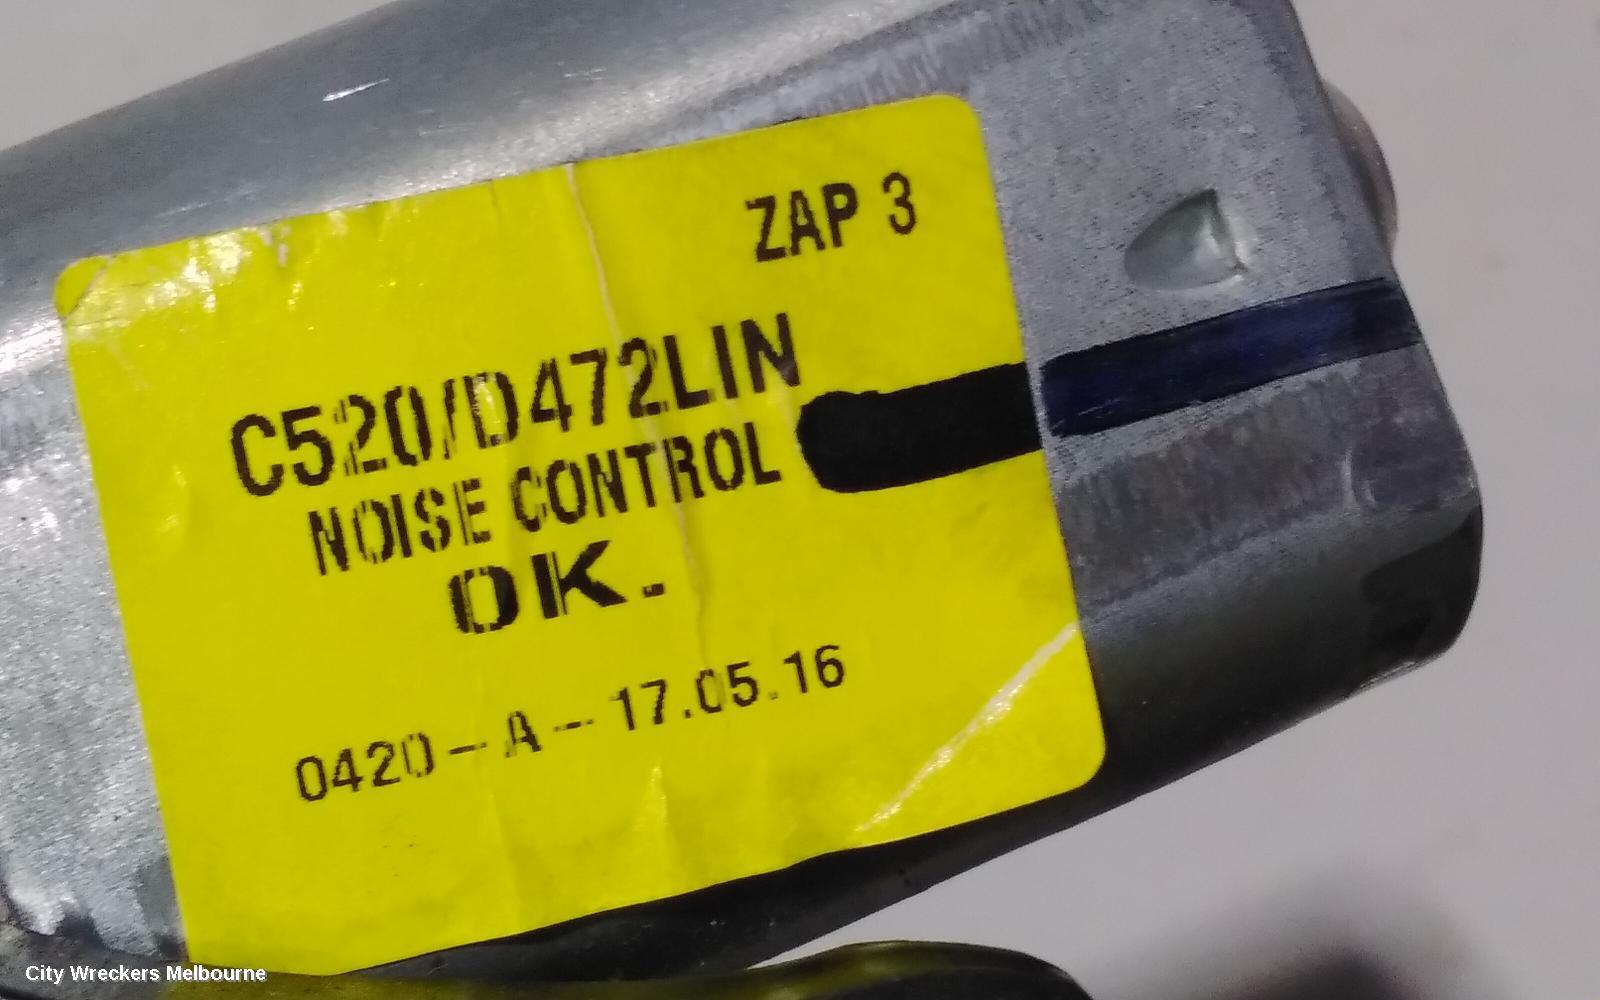 ZAP 3
C520/D472LIN
NOISE CONTROL
OK.
0420 - A - 17.05.16
City Wreckers Melbourne